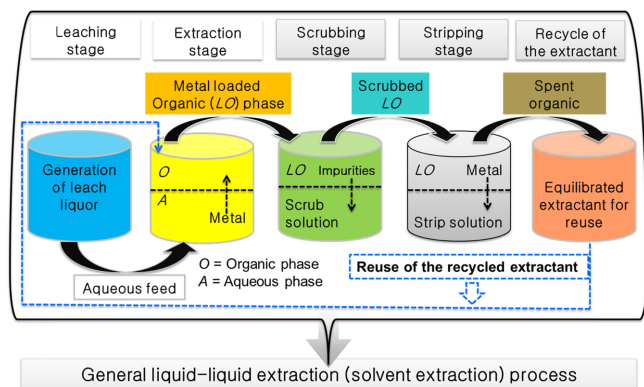 Leaching
stage
Extraction
stage
Scrubbing
stage
Stripping
stage
Recycle of
the extractant
Metal loaded
Organic (LO) phase
Scrubbed
LO
Spent
organic
Generation
of leach
liquor
O
A
Metal
LO Impurities
Scrub
solution
LO Metal
Strip solution
Equilibrated
extractant for
reuse
Aqueous feed
O = Organic phase
A = Aqueous phase
Reuse of the recycled extractant
General liquid–liquid extraction (solvent extraction) process